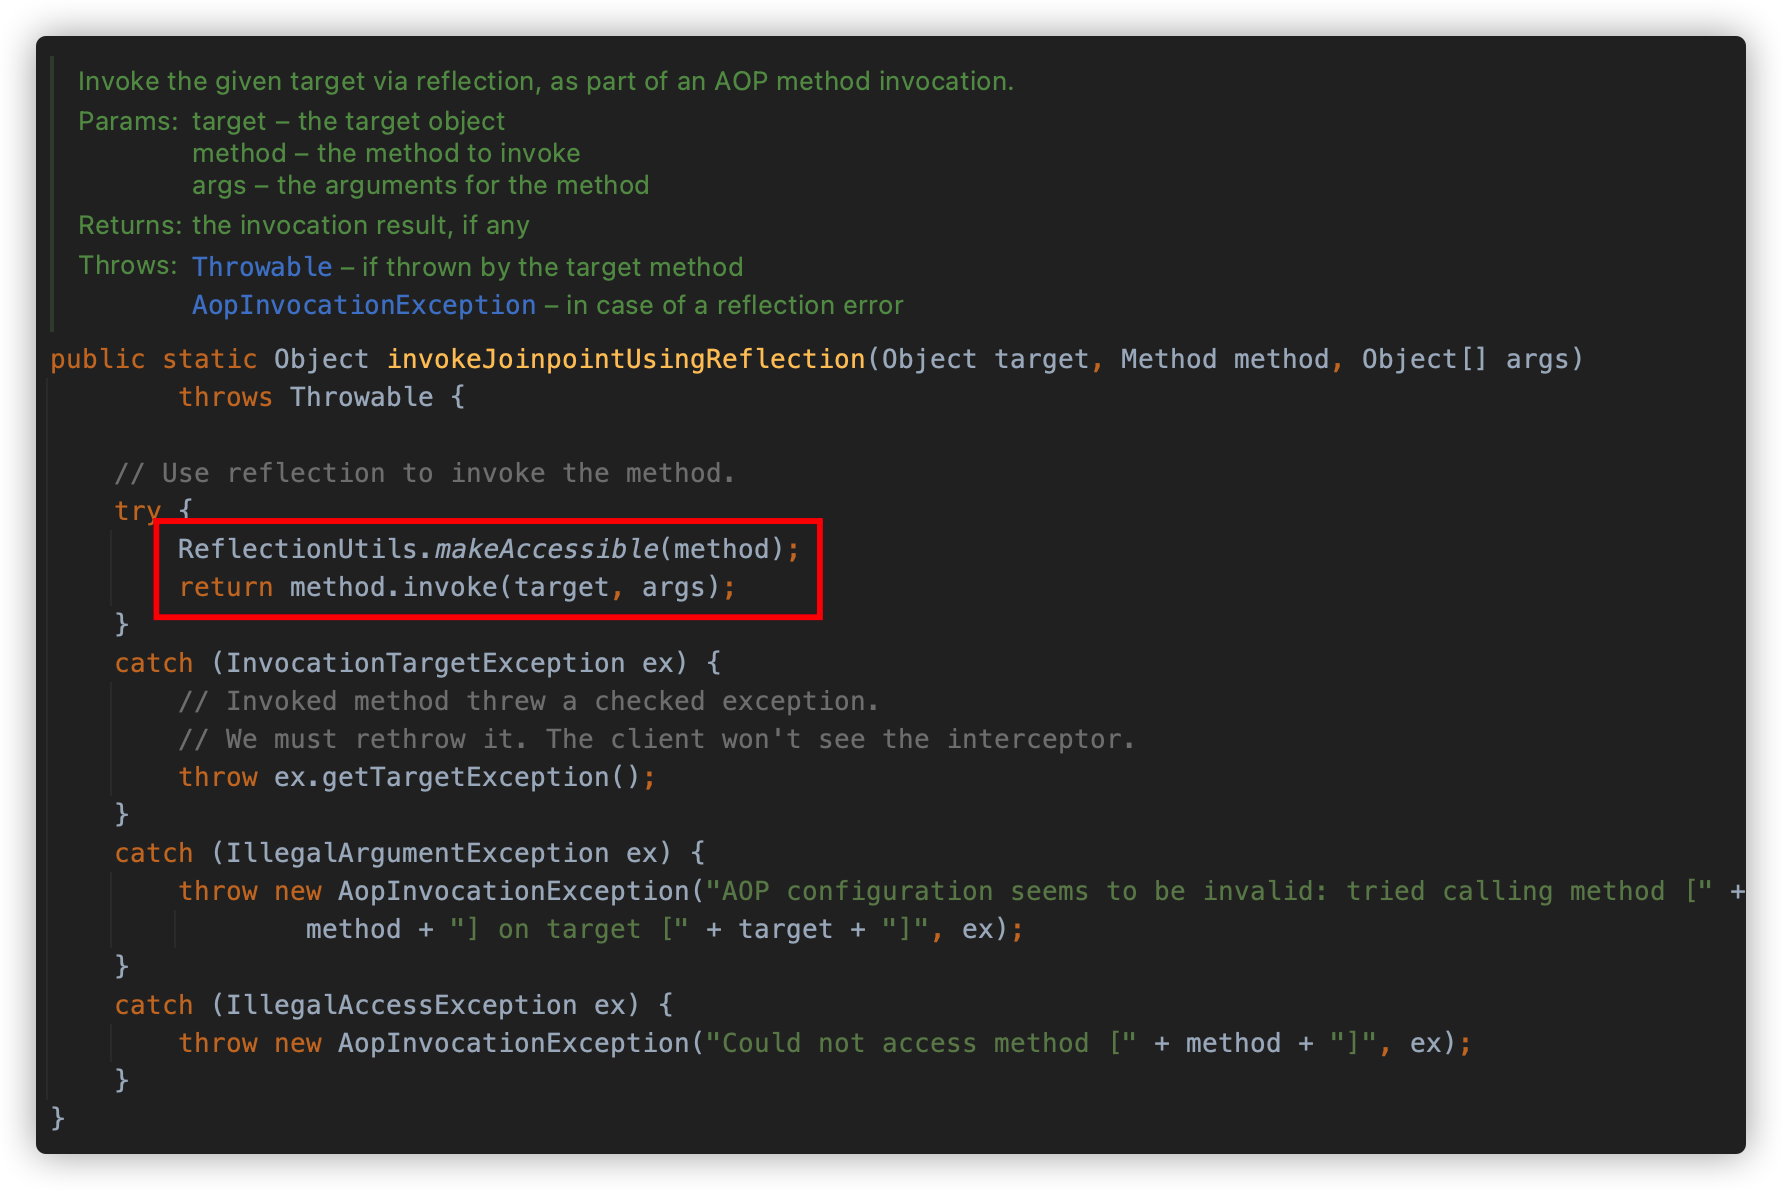 Invoke the given target via reflection, as part of an AOP method invocation.
Params: target – the target object
method – the method to invoke
args – the arguments for the method
Returns: the invocation result, if any
Throws: Throwable – if thrown by the target method
AopInvocationException – in case of a reflection error
public static Object invokeJoinpointUsingReflection(Object target, Method method, Object[] args)
        throws Throwable {

    // Use reflection to invoke the method.
    try {
        ReflectionUtils.makeAccessible(method);
        return method.invoke(target, args);
    }
    catch (InvocationTargetException ex) {
        // Invoked method threw a checked exception.
        // We must rethrow it. The client won't see the interceptor.
        throw ex.getTargetException();
    }
    catch (IllegalArgumentException ex) {
        throw new AopInvocationException("AOP configuration seems to be invalid: tried calling method [" +
                method + "] on target [" + target + "]", ex);
    }
    catch (IllegalAccessException ex) {
        throw new AopInvocationException("Could not access method [" + method + "]", ex);
    }
}